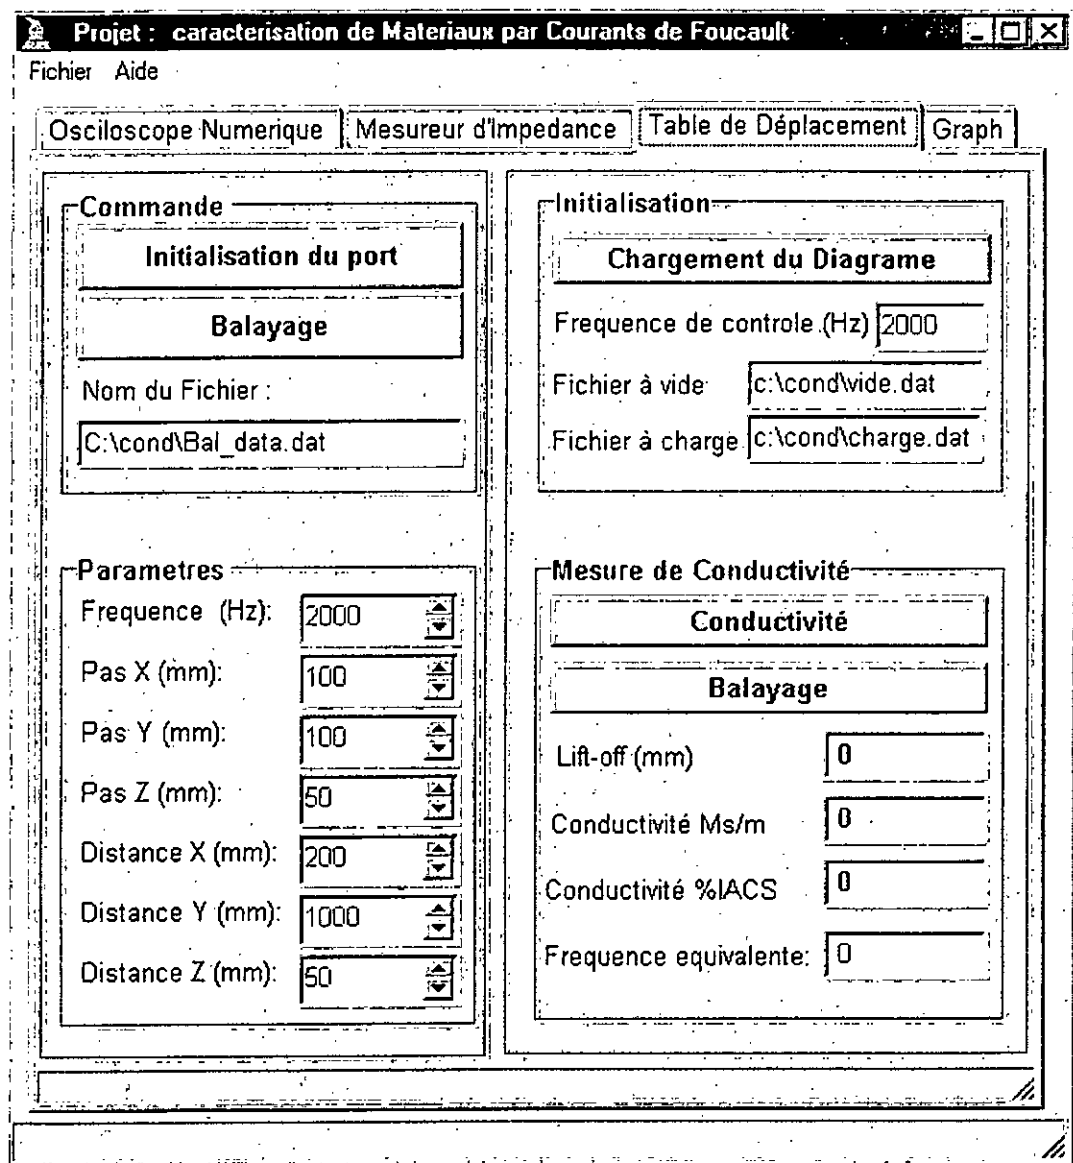 Projet : caracterisation de Materiaux par Courants de Foucault
Fichier Aide
Osciloscope Numerique Mesureur d'Impedance Table de Déplacement Graph
Commande
Initialisation du port
Balayage
Nom du Fichier :
C:\cond\Bal_data.dat
Parametres
Frequence (Hz): 2000
Pas X (mm): 100
Pas Y (mm): 100
Pas Z (mm): 50
Distance X (mm): 200
Distance Y (mm): 1000
Distance Z (mm): 50
Initialisation
Chargement du Diagrame
Frequence de controle (Hz) 2000
Fichier à vide c:\cond\vide.dat
Fichier à charge c:\cond\charge.dat
Mesure de Conductivité
Conductivité
Balayage
Lift-off (mm) 0
Conductivité Ms/m 0
Conductivité %IACS 0
Frequence equivalente: 0